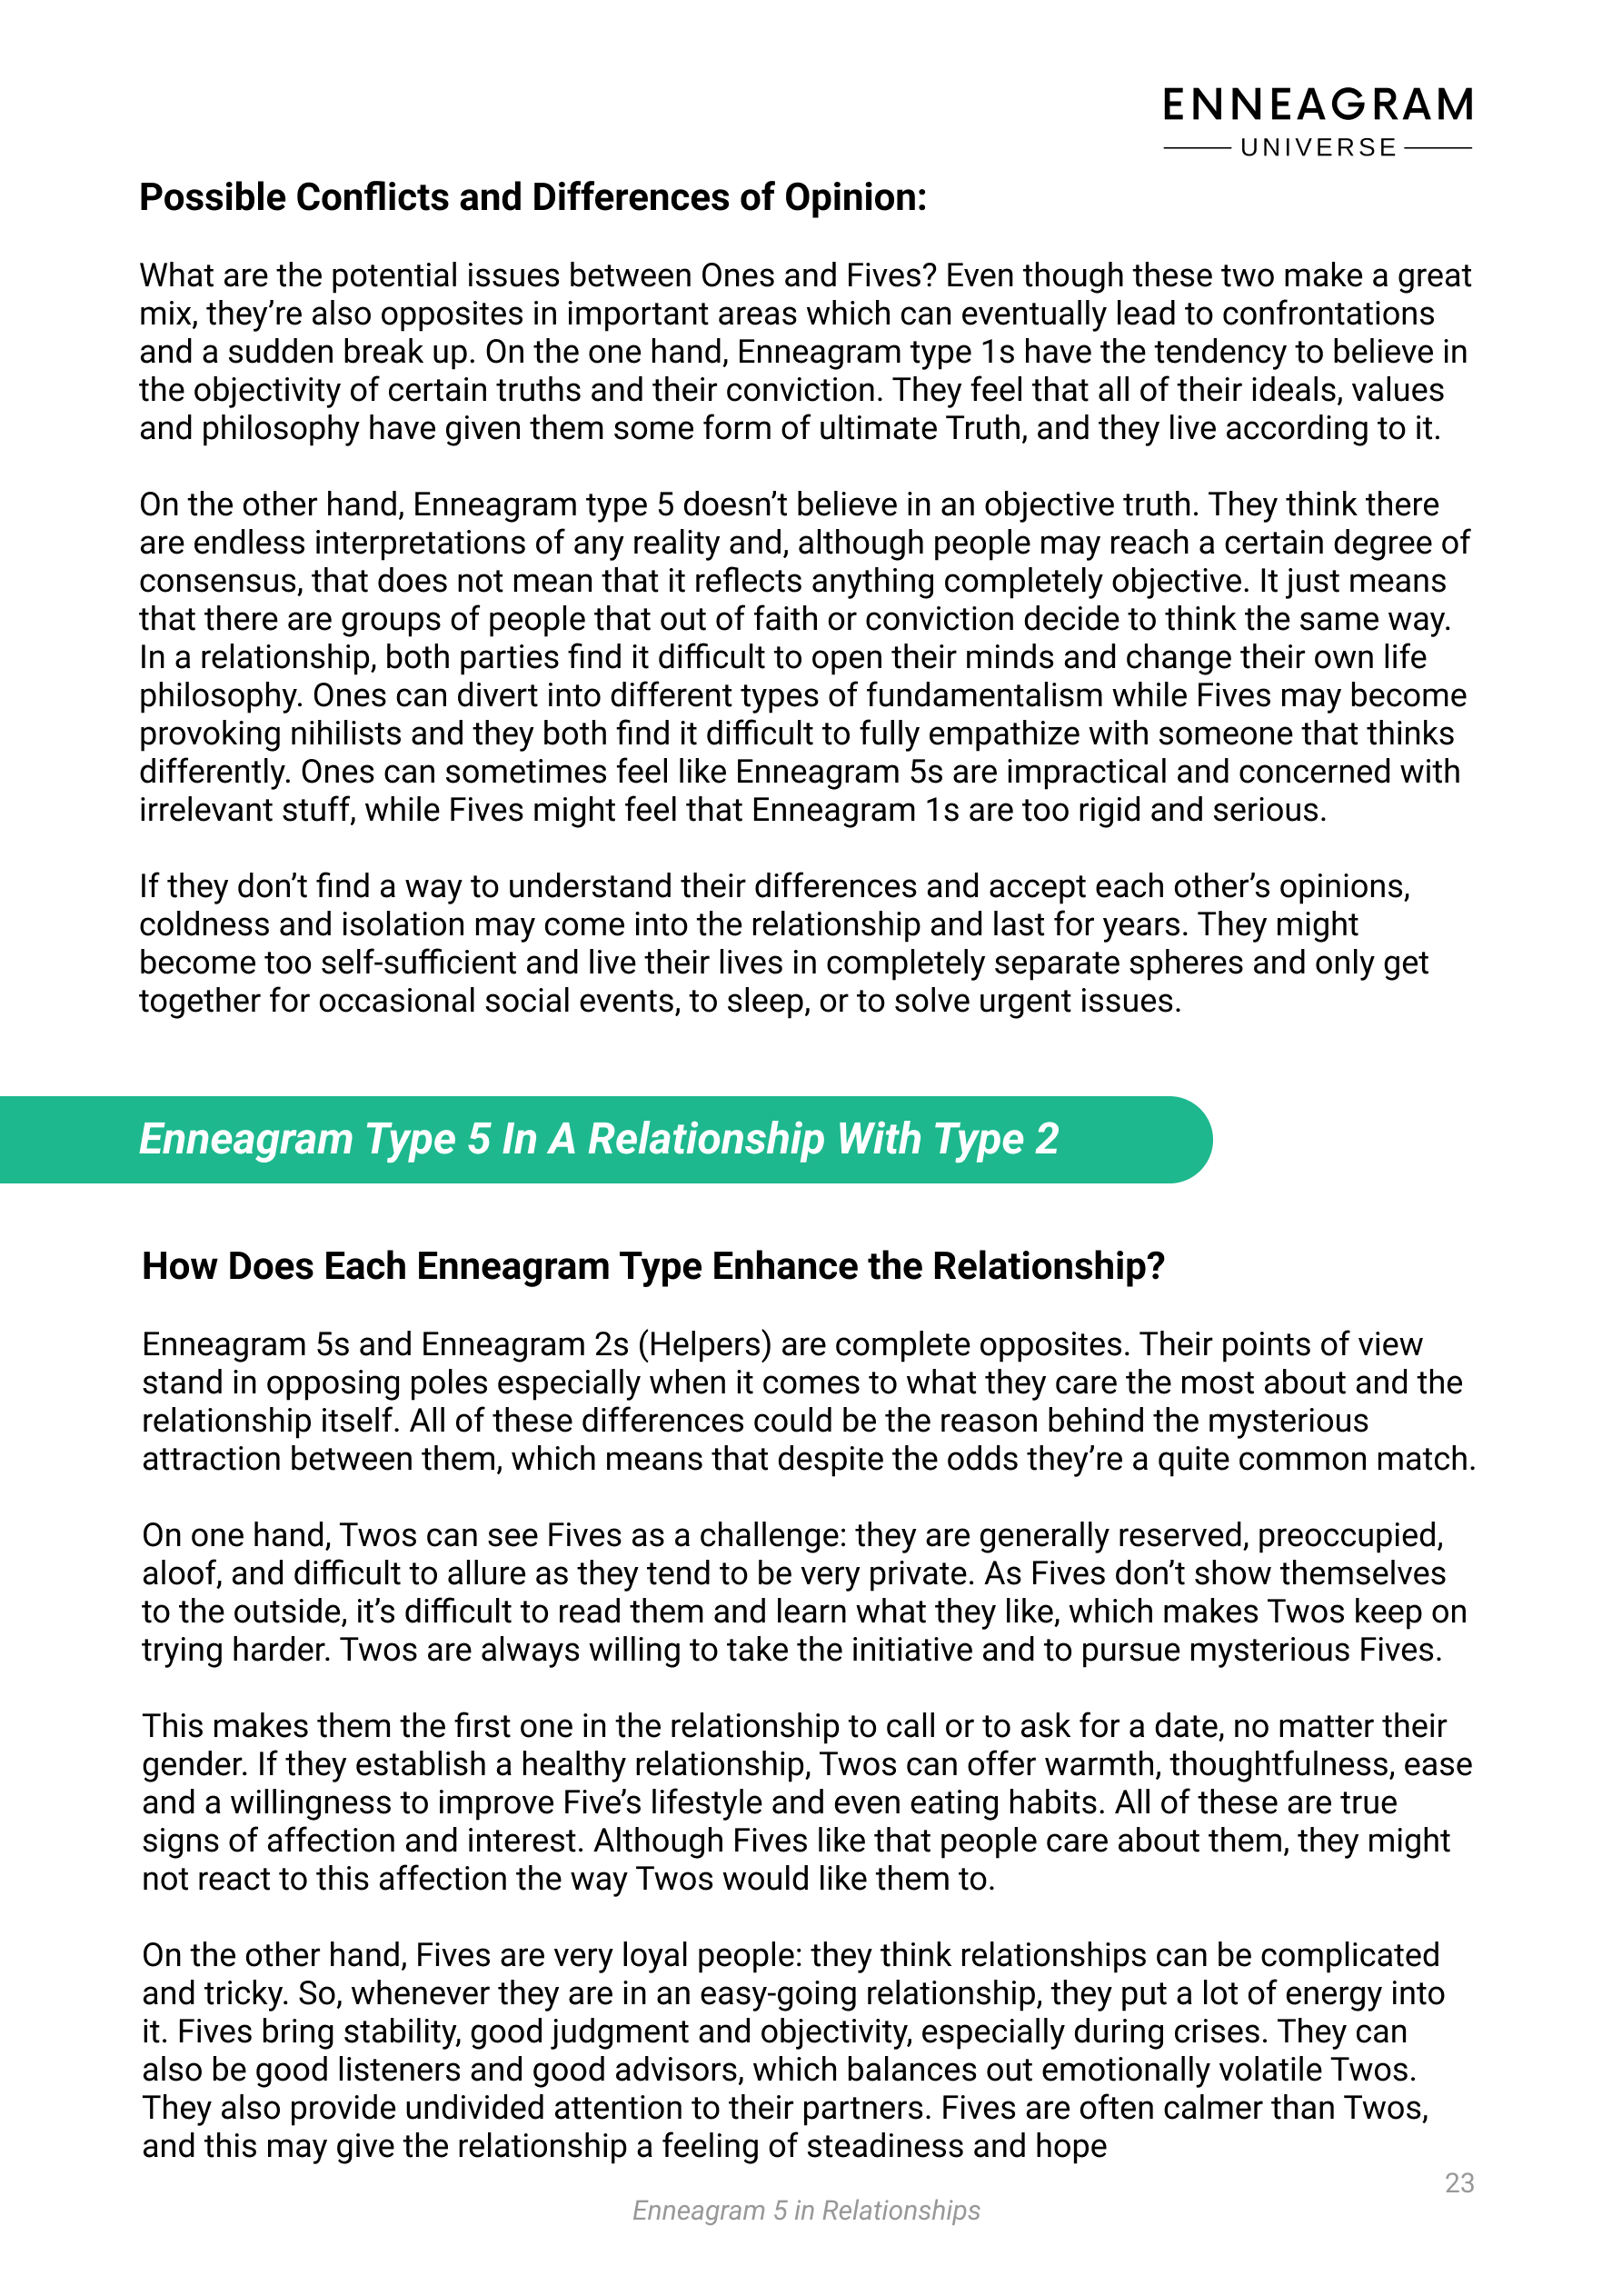 ENNEAGRAM
UNIVERSE
Possible Conflicts and Differences of Opinion:
What are the potential issues between Ones and Fives? Even though these two make a great
mix, they’re also opposites in important areas which can eventually lead to confrontations
and a sudden break up. On the one hand, Enneagram type 1s have the tendency to believe in
the objectivity of certain truths and their conviction. They feel that all of their ideals, values
and philosophy have given them some form of ultimate Truth, and they live according to it.
On the other hand, Enneagram type 5 doesn’t believe in an objective truth. They think there
are endless interpretations of any reality and, although people may reach a certain degree of
consensus, that does not mean that it reflects anything completely objective. It just means
that there are groups of people that out of faith or conviction decide to think the same way.
In a relationship, both parties find it difficult to open their minds and change their own life
philosophy. Ones can divert into different types of fundamentalism while Fives may become
provoking nihilists and they both find it difficult to fully empathize with someone that thinks
differently. Ones can sometimes feel like Enneagram 5s are impractical and concerned with
irrelevant stuff, while Fives might feel that Enneagram 1s are too rigid and serious.
If they don’t find a way to understand their differences and accept each other’s opinions,
coldness and isolation may come into the relationship and last for years. They might
become too self-sufficient and live their lives in completely separate spheres and only get
together for occasional social events, to sleep, or to solve urgent issues.
Enneagram Type 5 In A Relationship With Type 2
How Does Each Enneagram Type Enhance the Relationship?
Enneagram 5s and Enneagram 2s (Helpers) are complete opposites. Their points of view
stand in opposing poles especially when it comes to what they care the most about and the
relationship itself. All of these differences could be the reason behind the mysterious
attraction between them, which means that despite the odds they’re a quite common match.
On one hand, Twos can see Fives as a challenge: they are generally reserved, preoccupied,
aloof, and difficult to allure as they tend to be very private. As Fives don’t show themselves
to the outside, it’s difficult to read them and learn what they like, which makes Twos keep on
trying harder. Twos are always willing to take the initiative and to pursue mysterious Fives.
This makes them the first one in the relationship to call or to ask for a date, no matter their
gender. If they establish a healthy relationship, Twos can offer warmth, thoughtfulness, ease
and a willingness to improve Five’s lifestyle and even eating habits. All of these are true
signs of affection and interest. Although Fives like that people care about them, they might
not react to this affection the way Twos would like them to.
On the other hand, Fives are very loyal people: they think relationships can be complicated
and tricky. So, whenever they are in an easy-going relationship, they put a lot of energy into
it. Fives bring stability, good judgment and objectivity, especially during crises. They can
also be good listeners and good advisors, which balances out emotionally volatile Twos.
They also provide undivided attention to their partners. Fives are often calmer than Twos,
and this may give the relationship a feeling of steadiness and hope
23
Enneagram 5 in Relationships